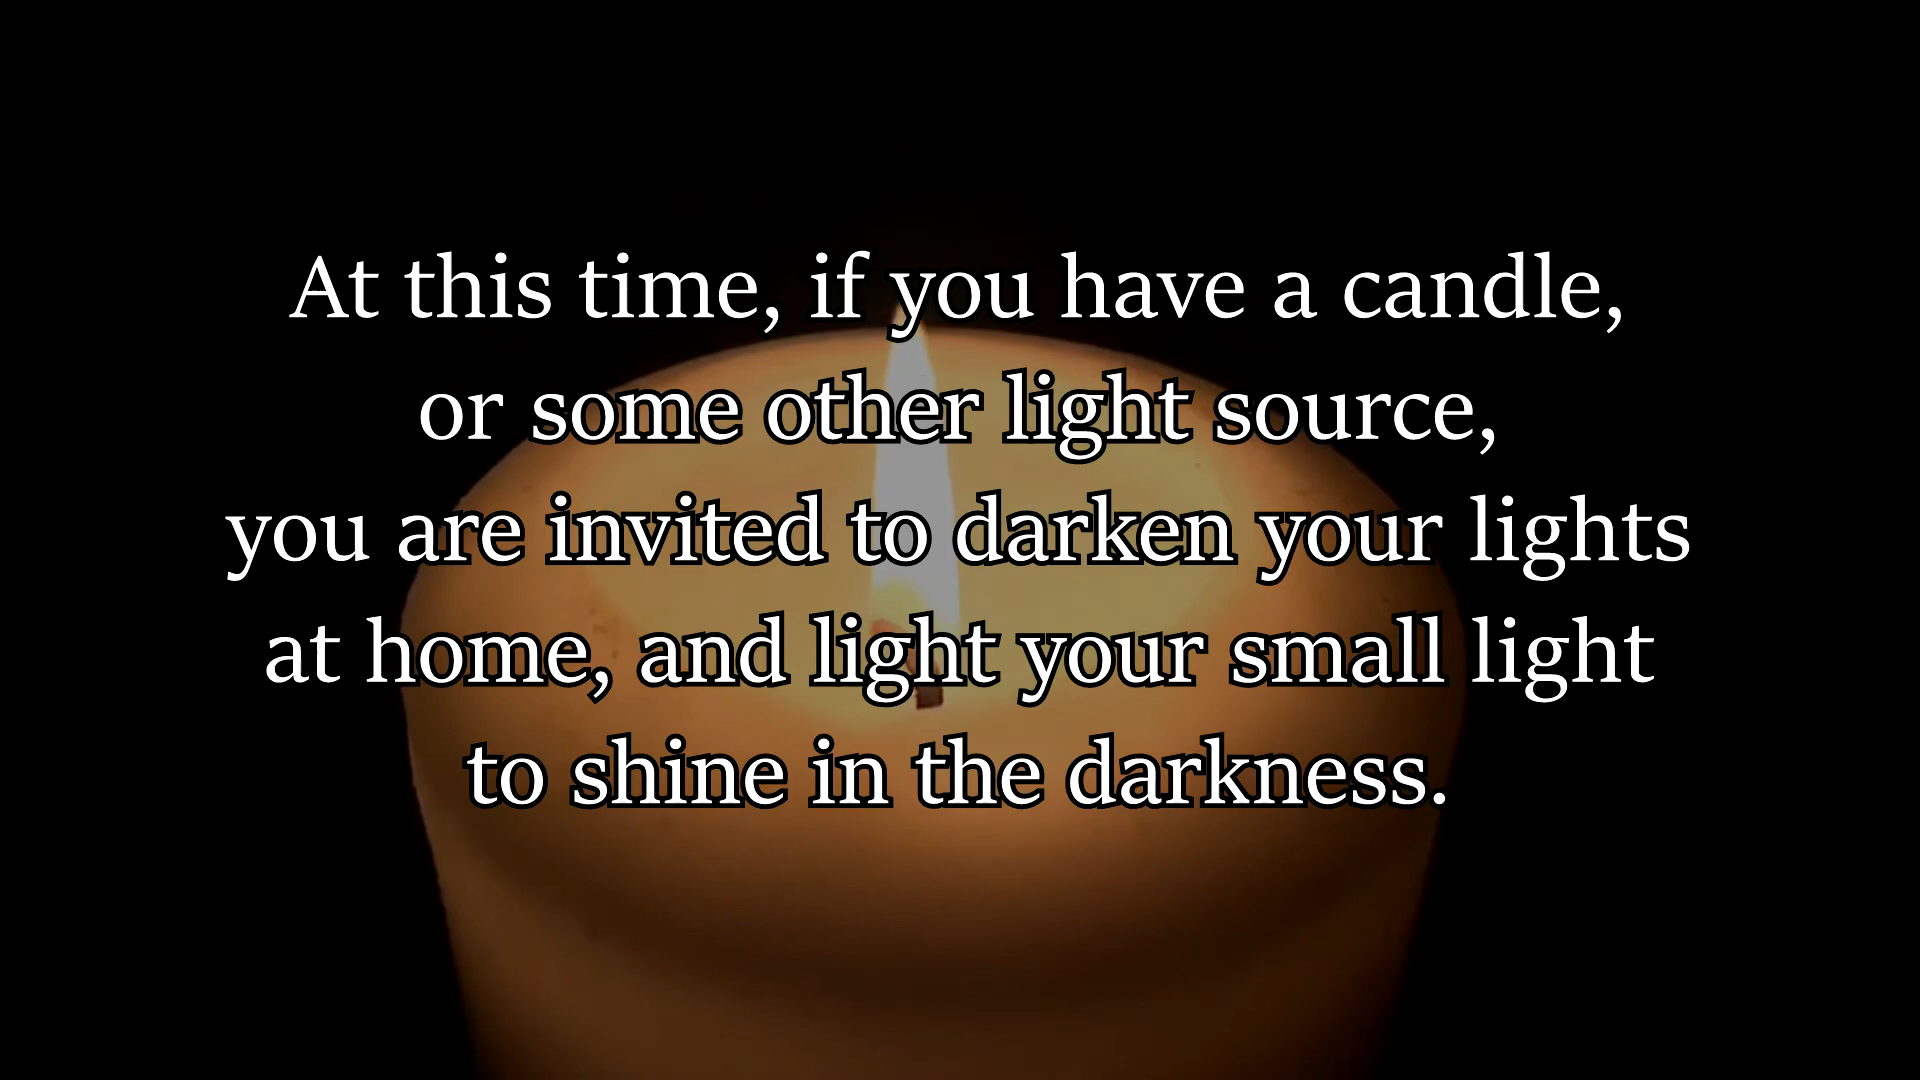 At this time, if you have a candle,
or some other light source,
you are invited to darken your lights
at home, and light your small light
to shine in the darkness.